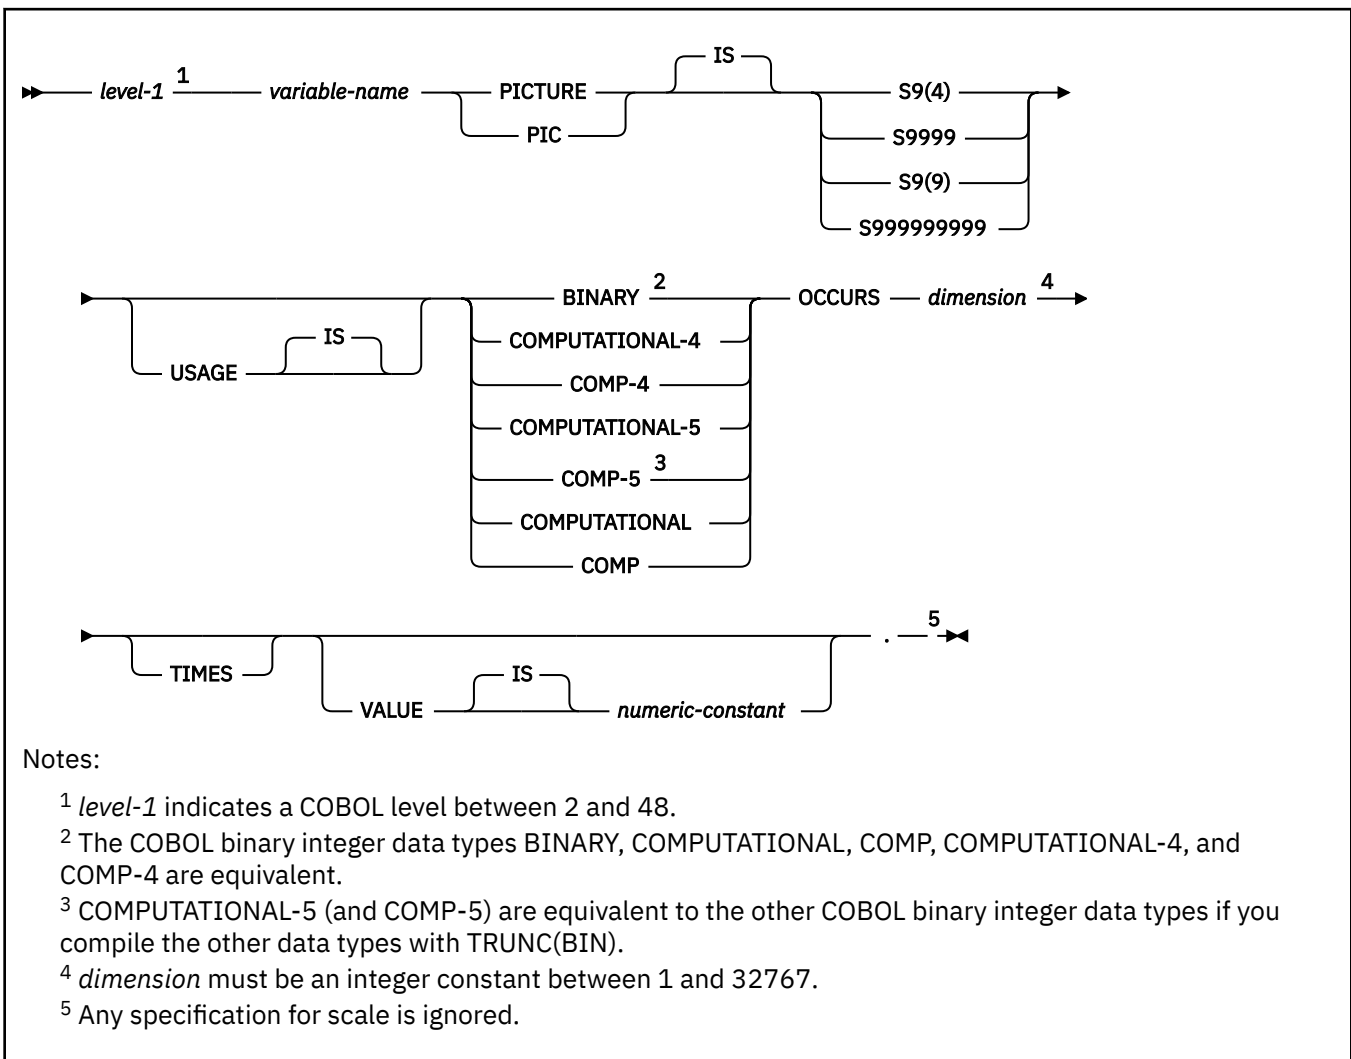 IS
level-1 1 variable-name PICTURE S9(4)
PIC S9999
S9(9)
S999999999
BINARY 2 OCCURS dimension 4
IS COMPUTATIONAL-4
USAGE COMP-4
COMPUTATIONAL-5
COMP-5 3
COMPUTATIONAL
COMP
. 5
TIMES IS
VALUE numeric-constant
Notes:
1 level-1 indicates a COBOL level between 2 and 48.
2 The COBOL binary integer data types BINARY, COMPUTATIONAL, COMP, COMPUTATIONAL-4, and
COMP-4 are equivalent.
3 COMPUTATIONAL-5 (and COMP-5) are equivalent to the other COBOL binary integer data types if you
compile the other data types with TRUNC(BIN).
4 dimension must be an integer constant between 1 and 32767.
5 Any specification for scale is ignored.